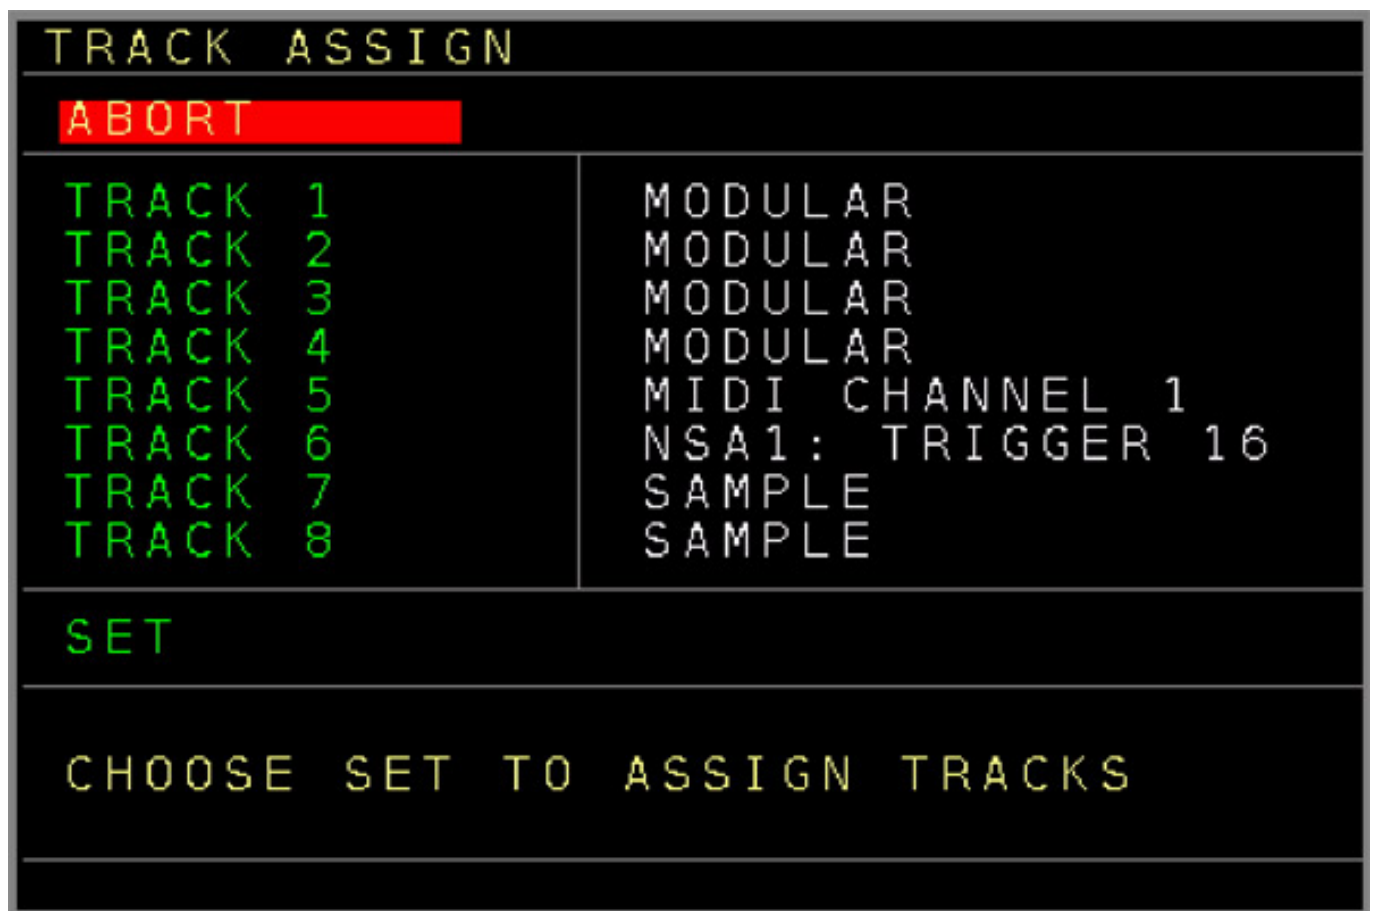 TRACK ASSIGN
ABORT
TRACK 1 MODULAR
TRACK 2 MODULAR
TRACK 3 MODULAR
TRACK 4 MODULAR
TRACK 5 MIDI CHANNEL 1
TRACK 6 NSA1: TRIGGER 16
TRACK 7 SAMPLE
TRACK 8 SAMPLE
SET
CHOOSE SET TO ASSIGN TRACKS